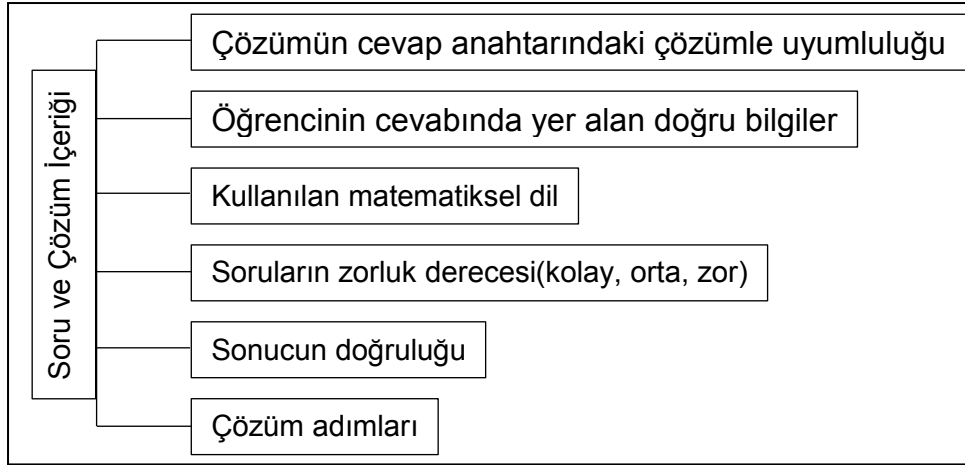 Soru ve Çözüm İçeriği
Çözümün cevap anahtarındaki çözümle uyumluluğu
Öğrencinin cevabında yer alan doğru bilgiler
Kullanılan matematiksel dil
Soruların zorluk derecesi(kolay, orta, zor)
Sonucun doğruluğu
Çözüm adımları